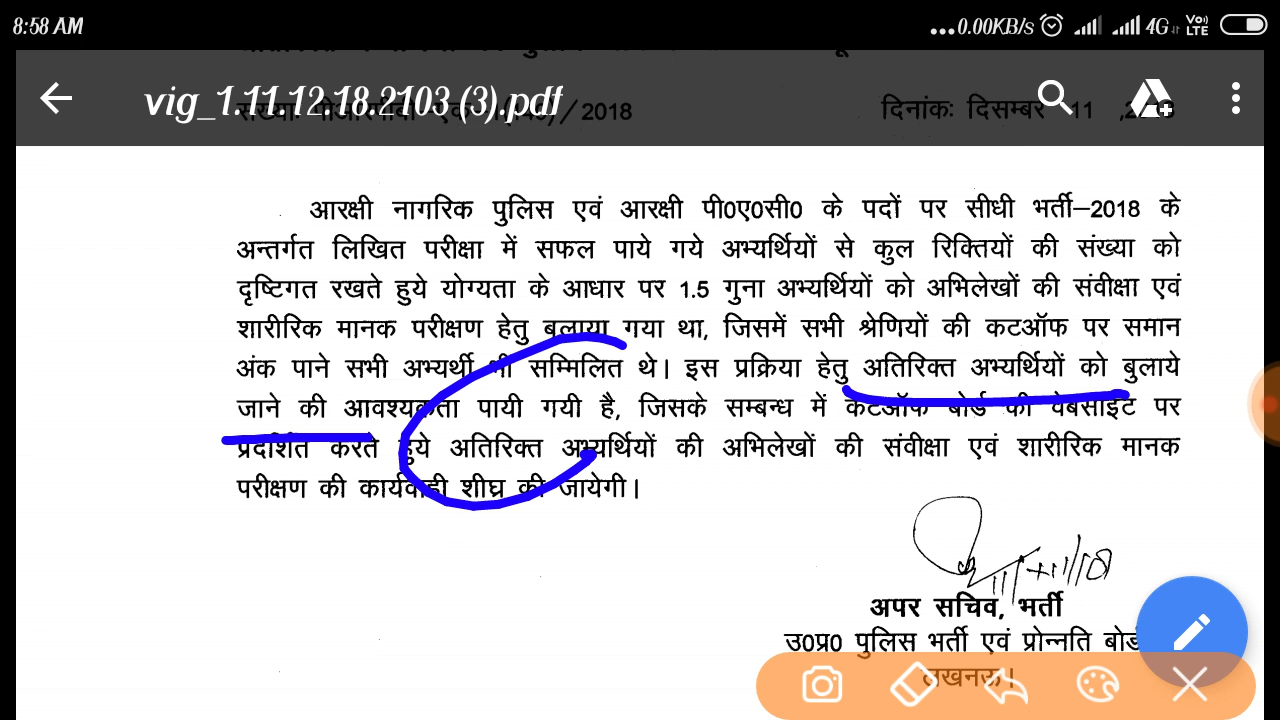 8:58 AM
...0.00KB/s 4G Vo) LTE
vig_1.11.12.18.2103 (3).pdf
/2018 दिनांकः दिसम्बर 11
आरक्षी नागरिक पुलिस एवं आरक्षी पी0ए0सी0 के पदों पर सीधी भर्ती–2018 के
अन्तर्गत लिखित परीक्षा में सफल पाये गये अभ्यर्थियों से कुल रिक्तियों की संख्या को
दृष्टिगत रखते हुये योग्यता के आधार पर 1.5 गुना अभ्यर्थियों को अभिलेखों की संवीक्षा एवं
शारीरिक मानक परीक्षण हेतु बुलाया गया था, जिसमें सभी श्रेणियों की कटऑफ पर समान
अंक पाने सभी अभ्यर्थी भी सम्मिलित थे। इस प्रक्रिया हेतु अतिरिक्त अभ्यर्थियों को बुलाये
जाने की आवश्यकता पायी गयी है, जिसके सम्बन्ध में कटऑफ बोर्ड की वेबसाइट पर
प्रदर्शित करते हुये अतिरिक्त अभ्यर्थियों की अभिलेखों की संवीक्षा एवं शारीरिक मानक
परीक्षण की कार्यवाही शीघ्र की जायेगी।
अपर सचिव, भर्ती
उ0प्र0 पुलिस भर्ती एवं प्रोन्नति बोर्ड
लखनऊ।